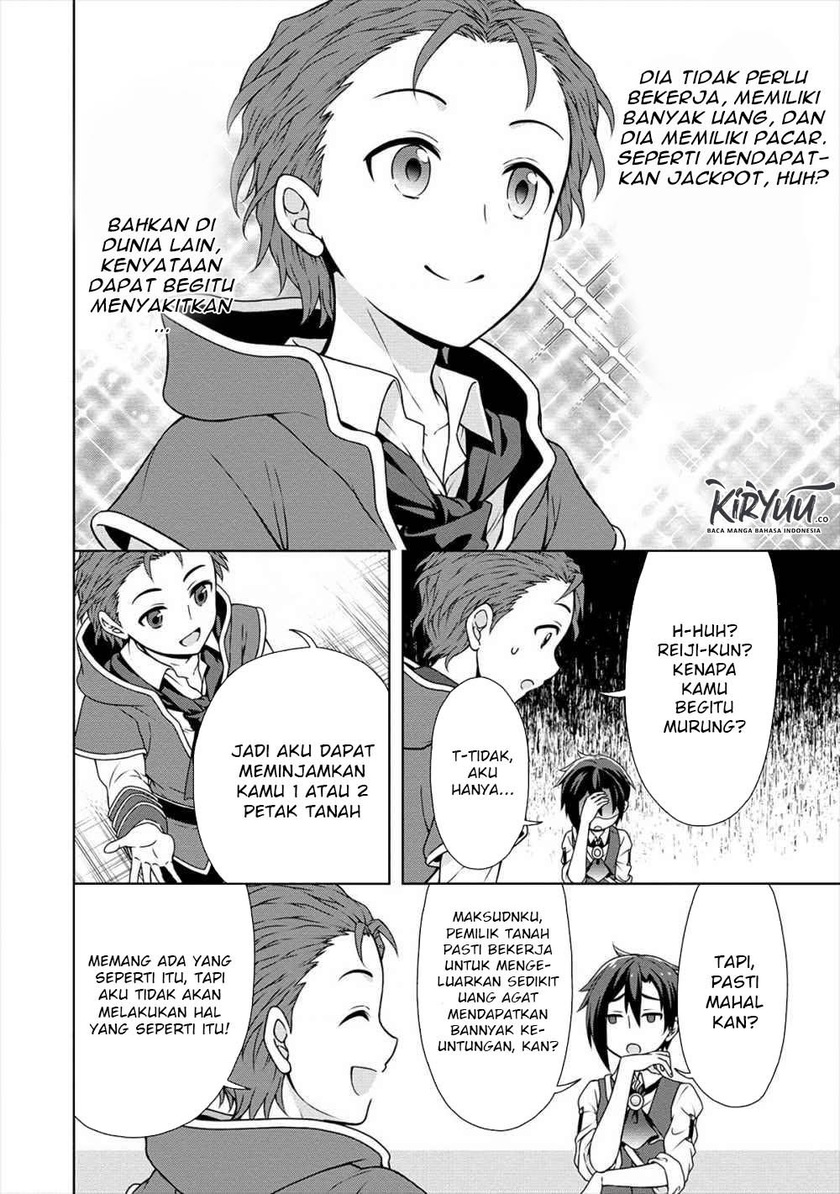 DIA TIDAK PERLU
BEKERJA, MEMILIKI
BANYAK UANG, DAN
DIA MEMILIKI PACAR.
SEPERTI MENDAPAT-
KAN JACKPOT, HUH?
BAHKAN DI
DUNIA LAIN,
KENYATAAN
DAPAT BEGITU
MENYAKITKAN
...
KIRYUU.CO
BACA MANGA BAHASA INDONESIA
H-HUH?
REIJI-KUN?
KENAPA
KAMU
BEGITU
MURUNG?
T-TIDAK,
AKU
HANYA...
JADI AKU DAPAT
MEMINJAMKAN
KAMU 1 ATAU 2
PETAK TANAH
TAPI,
PASTI
MAHAL
KAN?
MAKSUDNKU,
PEMILIK TANAH
PASTI BEKERJA
UNTUK MENGE-
LUARKAN SEDIKIT
UANG AGAT
MENDAPATKAN
BANNYAK KE-
UNTUNGAN, KAN?
MEMANG ADA YANG
SEPERTI ITU, TAPI
AKU TIDAK AKAN
MELAKUKAN HAL
YANG SEPERTI ITU!